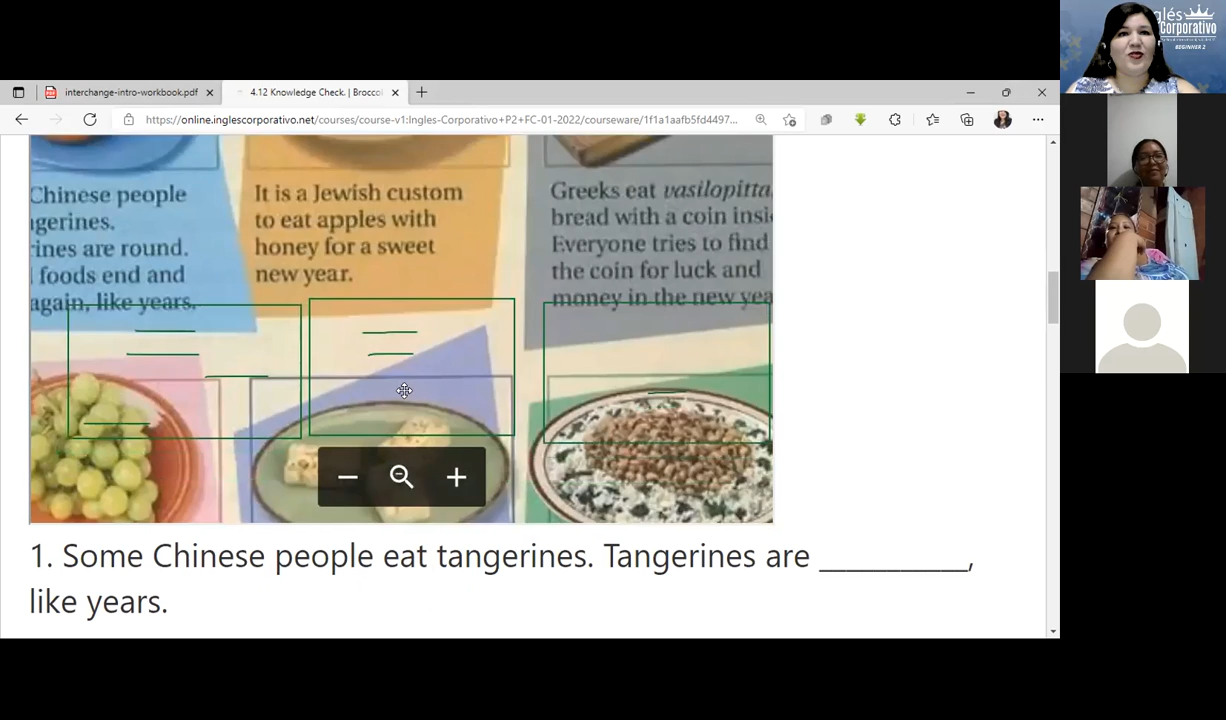 interchange-intro-workbook.pdf
4.12 Knowledge Check. | Broccol
https://online.inglescorporativo.net/courses/course-v1:Ingles-Corporativo+P2+FC-01-2022/courseware/1f1a1aafb5fd4497...
Chinese people
ngerines.
rines are round.
foods end and
again, like years.
It is a Jewish custom
to eat apples with
honey for a sweet
new year.
Greeks eat vasilopitta
bread with a coin insi
Everyone tries to find
the coin for luck and
money in the new yea
1. Some Chinese people eat tangerines. Tangerines are ___________,
like years.
glés
Corporativo
BEGINNER 2